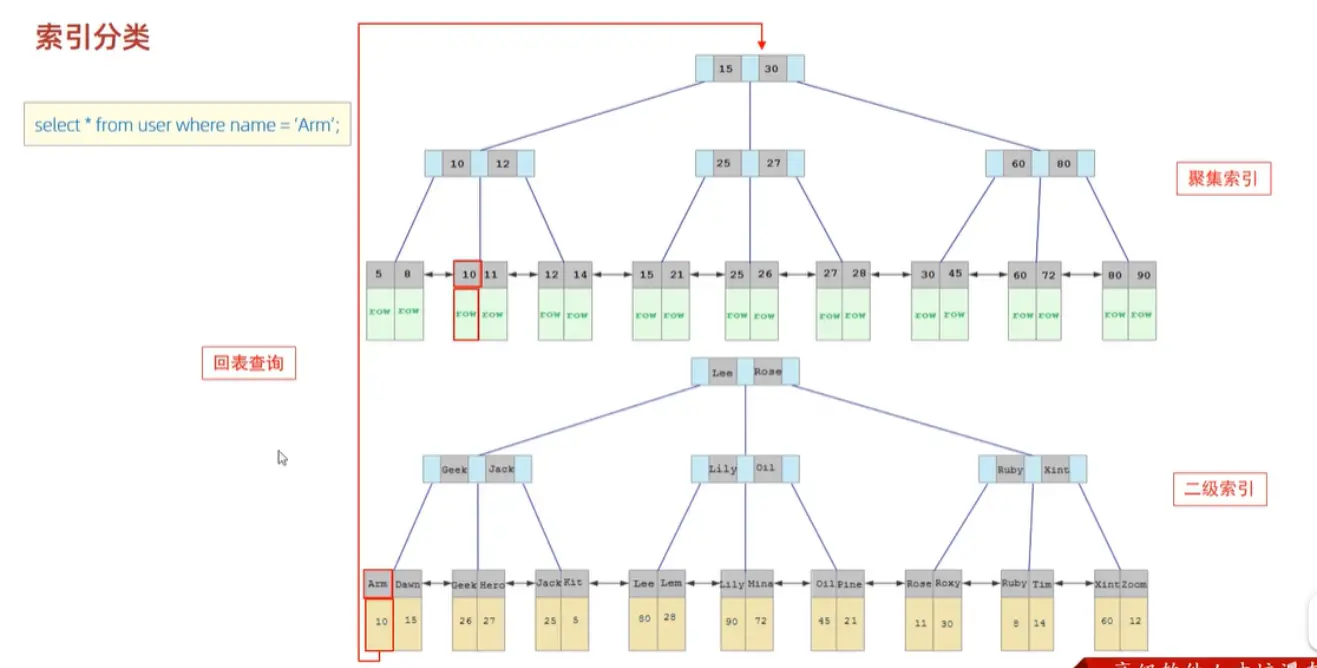 索引分类
select * from user where name = 'Arm';
15 30
10 12
25 27
60 80
聚集索引
5 8
10 11
12 14
15 21
25 26
27 28
30 45
60 72
80 90
row row
row row
row row
row row
row row
row row
row row
row row
row row
回表查询
Lee Rose
Geek Jack
Lily Oil
Ruby Xint
二级索引
Arm Dawn
Geek Hero
Jack Kit
Lee Lem
Lily Mina
Oil Pine
Rose Roxy
Ruby Tim
Xint Zoom
10 15
26 27
25 5
80 28
90 72
45 21
11 30
8 14
60 12